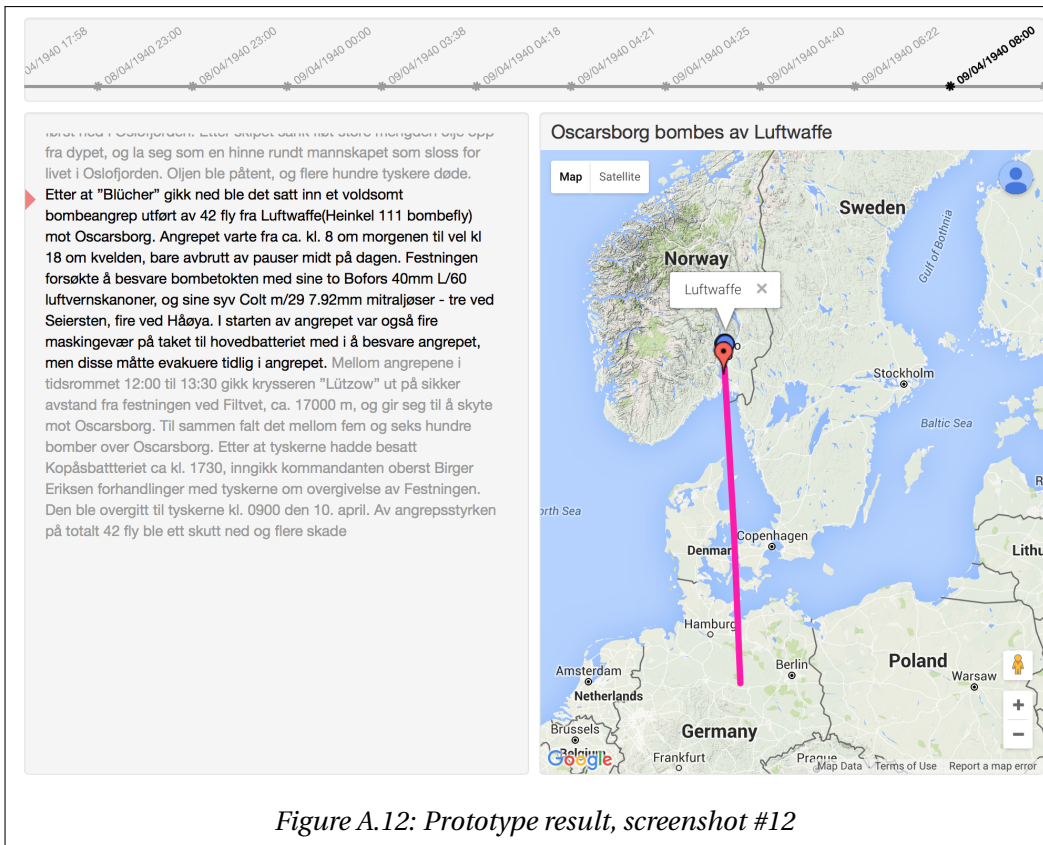 04/1940 17:58
08/04/1940 23:00
08/04/1940 23:00
09/04/1940 00:00
09/04/1940 03:38
09/04/1940 04:18
09/04/1940 04:21
09/04/1940 04:25
09/04/1940 04:40
09/04/1940 06:22
09/04/1940 08:00
først ned i Oslofjorden. Etter skipet sank fløt store mengden olje opp
fra dypet, og la seg som en hinne rundt mannskapet som sloss for
livet i Oslofjorden. Oljen ble påtent, og flere hundre tyskere døde.
Etter at ”Blücher” gikk ned ble det satt inn et voldsomt
bombeangrep utført av 42 fly fra Luftwaffe(Heinkel 111 bombefly)
mot Oscarsborg. Angrepet varte fra ca. kl. 8 om morgenen til vel kl
18 om kvelden, bare avbrutt av pauser midt på dagen. Festningen
forsøkte å besvare bombetokten med sine to Bofors 40mm L/60
luftvernskanoner, og sine syv Colt m/29 7.92mm mitraljøser - tre ved
Seiersten, fire ved Håøya. I starten av angrepet var også fire
maskingevær på taket til hovedbatteriet med i å besvare angrepet,
men disse måtte evakuere tidlig i angrepet. Mellom angrepene i
tidsrommet 12:00 til 13:30 gikk krysseren ”Lützow” ut på sikker
avstand fra festningen ved Filtvet, ca. 17000 m, og gir seg til å skyte
mot Oscarsborg. Til sammen falt det mellom fem og seks hundre
bomber over Oscarsborg. Etter at tyskerne hadde besatt
Kopåsbattteriet ca kl. 1730, inngikk kommandanten oberst Birger
Eriksen forhandlinger med tyskerne om overgivelse av Festningen.
Den ble overgitt til tyskerne kl. 0900 den 10. april. Av angrepsstyrken
på totalt 42 fly ble ett skutt ned og flere skade
Oscarsborg bombes av Luftwaffe
Map Satellite
Sweden
Gulf of Bothnia
Norway
Luftwaffe ×
o
Stockholm
Baltic Sea
orth Sea
R
Copenhagen
Denmar
Lithu
Hamburg
Amsterdam
Berlin
Poland
Warsaw
Netherlands
Brussels
Germany
+
−
Belgium
Frankfurt
Prague
Google
Map Data Terms of Use Report a map error
Figure A.12: Prototype result, screenshot #12